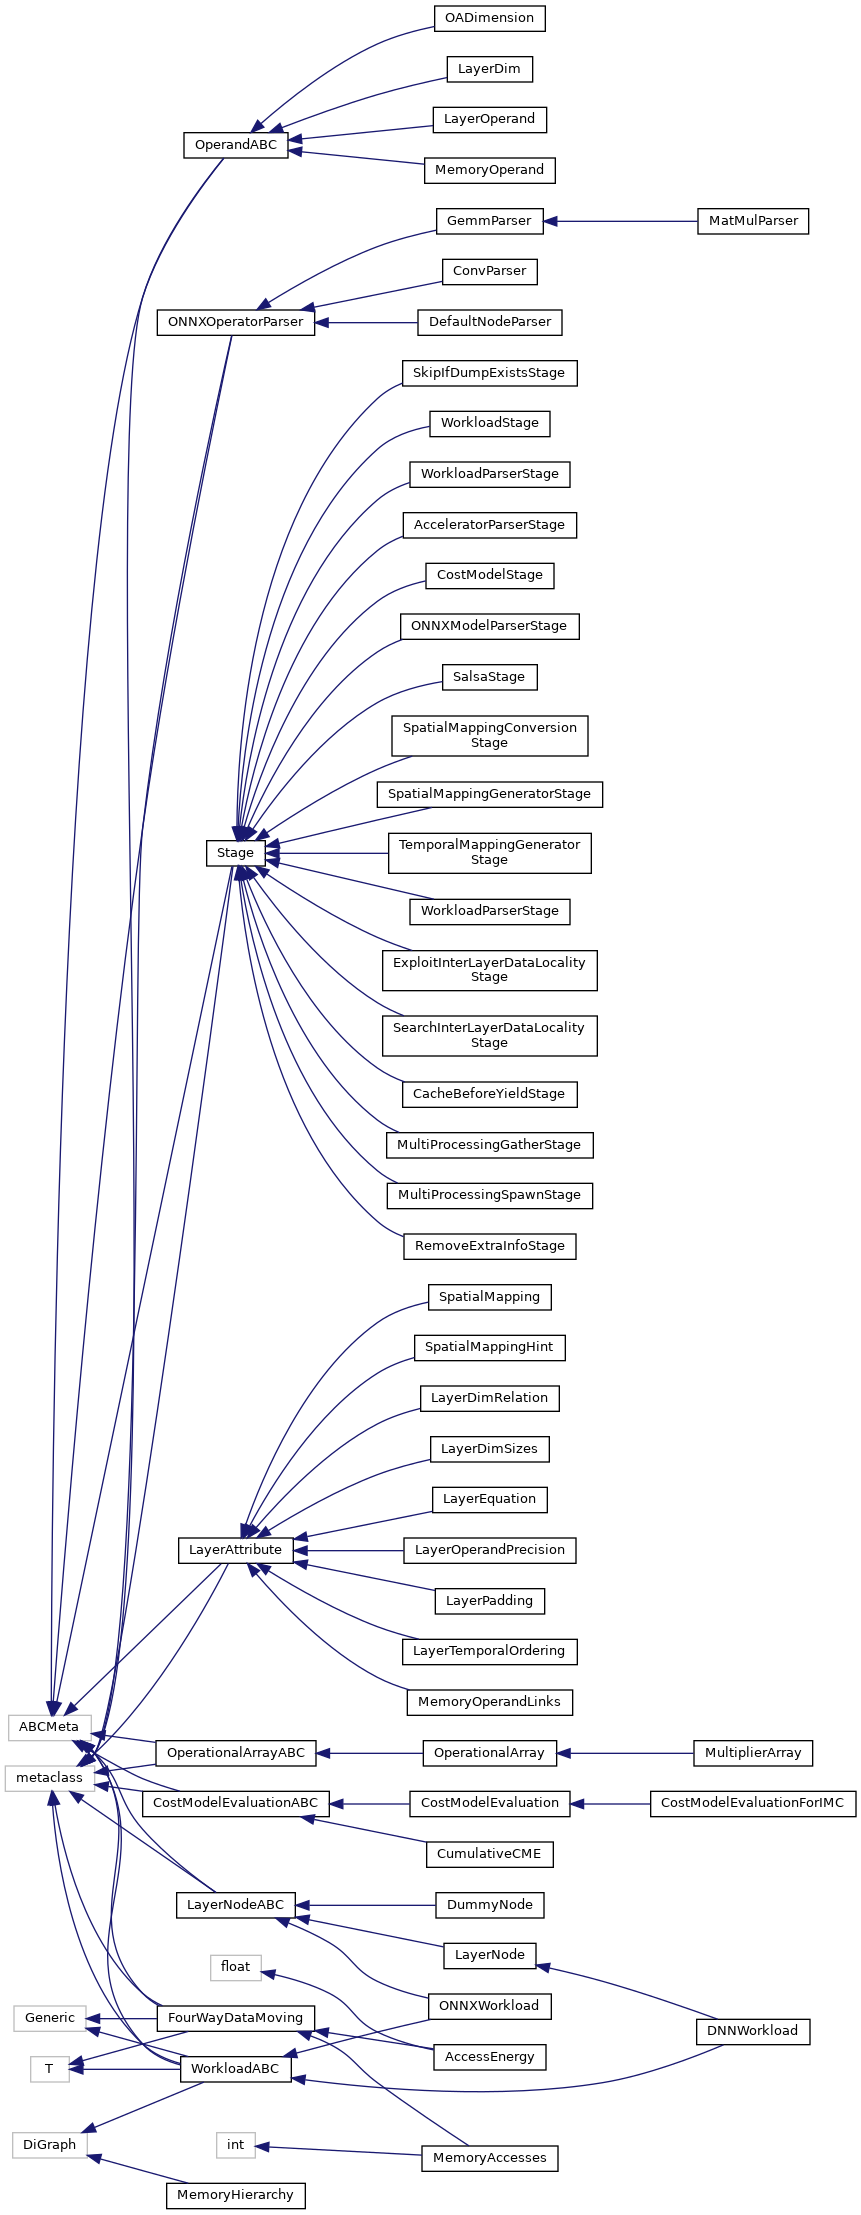 OADimension
LayerDim
LayerOperand
OperandABC
MemoryOperand
GemmParser
MatMulParser
ConvParser
ONNXOperatorParser
DefaultNodeParser
SkipIfDumpExistsStage
WorkloadStage
WorkloadParserStage
AcceleratorParserStage
CostModelStage
ONNXModelParserStage
SalsaStage
SpatialMappingConversion
Stage
SpatialMappingGeneratorStage
Stage
TemporalMappingGenerator
Stage
WorkloadParserStage
ExploitInterLayerDataLocality
Stage
SearchInterLayerDataLocality
Stage
CacheBeforeYieldStage
MultiProcessingGatherStage
MultiProcessingSpawnStage
RemoveExtraInfoStage
SpatialMapping
SpatialMappingHint
LayerDimRelation
LayerDimSizes
LayerEquation
LayerAttribute
LayerOperandPrecision
LayerPadding
LayerTemporalOrdering
MemoryOperandLinks
ABCMeta
OperationalArrayABC
OperationalArray
MultiplierArray
metaclass
CostModelEvaluationABC
CostModelEvaluation
CostModelEvaluationForIMC
CumulativeCME
LayerNodeABC
DummyNode
LayerNode
float
ONNXWorkload
Generic
FourWayDataMoving
DNNWorkload
AccessEnergy
T
WorkloadABC
DiGraph
int
MemoryAccesses
MemoryHierarchy